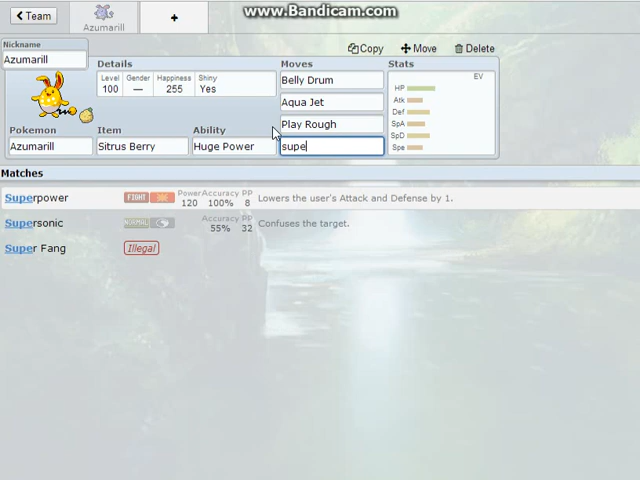 www.Bandicam.com
Team
Azumarill
+
Nickname
Azumarill
Copy
Move
Delete
Details
Level Gender Happiness Shiny
100 — 255 Yes
Moves
Belly Drum
Aqua Jet
Play Rough
supe
Stats
EV
HP
Atk
Def
SpA
SpD
Spe
Pokemon
Azumarill
Item
Sitrus Berry
Ability
Huge Power
Matches
Superpower FIGHT Power 120 Accuracy 100% PP 8 Lowers the user's Attack and Defense by 1.
Supersonic NORMAL Accuracy 55% PP 32 Confuses the target.
Super Fang Illegal